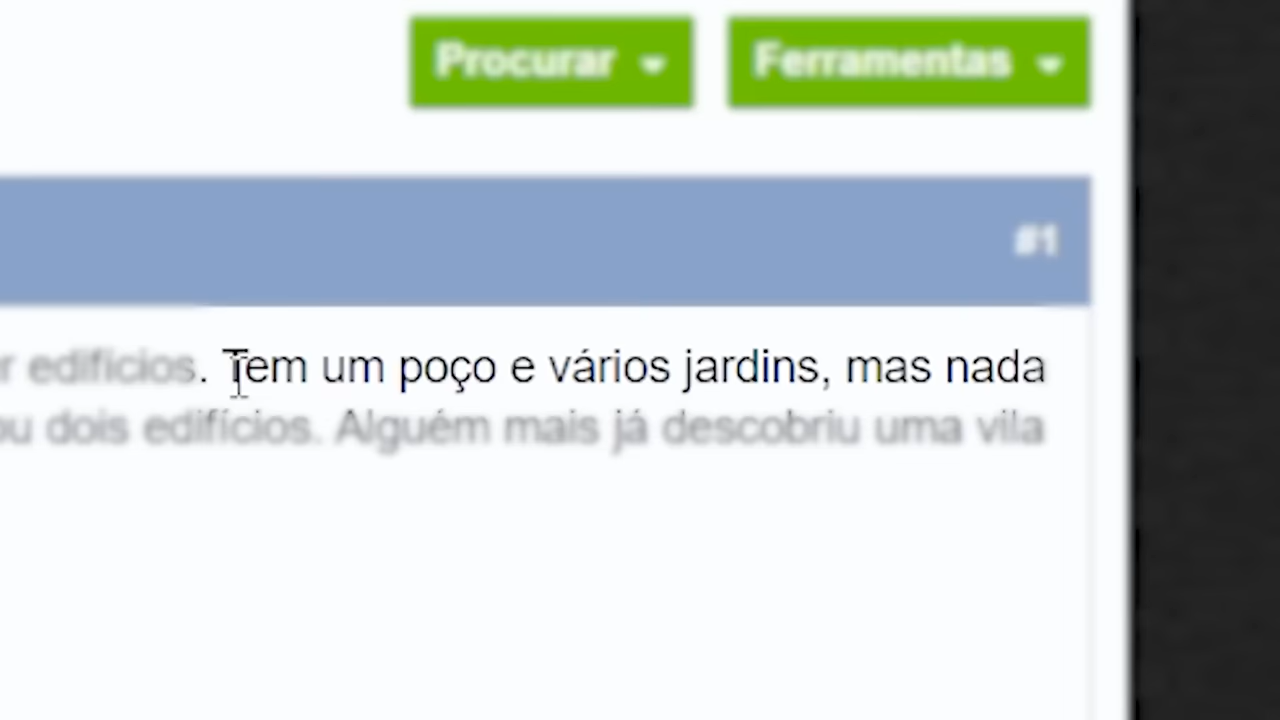 Procurar
Ferramentas
#1
edifícios. Tem um poço e vários jardins, mas nada
dois edifícios. Alguém mais já descobriu uma vila